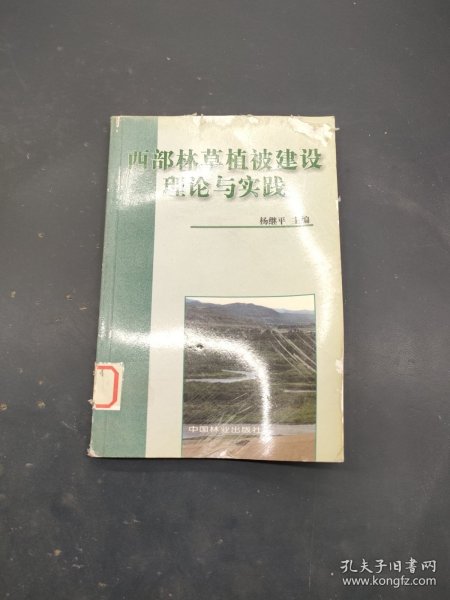 西部林草植被建设
理论与实践
杨继平 主编
中国林业出版社
孔夫子旧书网
www.kongfz.com